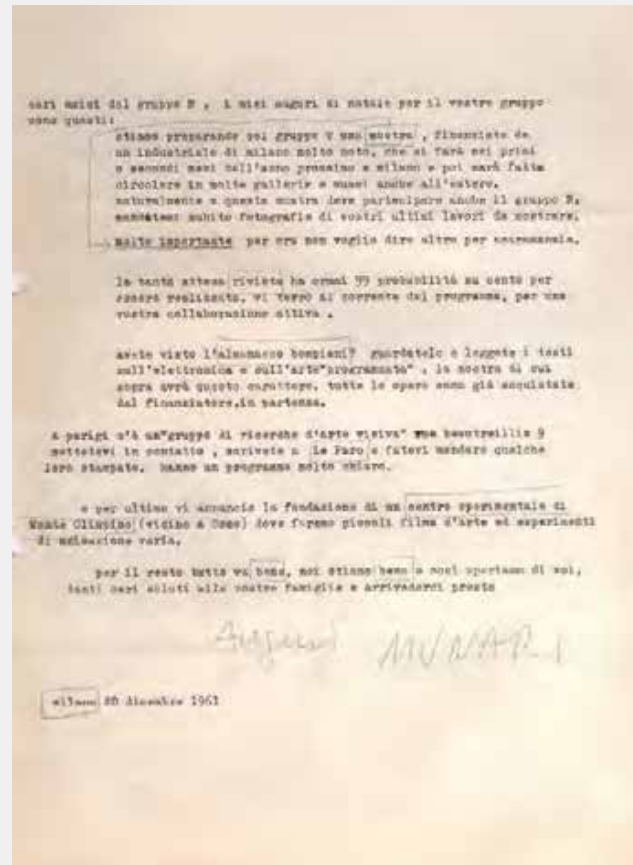 cari amici del gruppo N , i miei auguri di natale per il vostro gruppo
sono questi:
stiamo preparando col gruppo T una mostra , finanziata da
un industriale di milano molto noto, che si farà nei primi
o secondi mesi dell'anno prossimo a milano e poi sarà fatta
circolare in molte gallerie e musei anche all'estero.
naturalmente a questa mostra deve partecipare anche il gruppo N.
mandatemi subito fotografie di vostri ultimi lavori da mostrare.
molto importante per ora non voglio dire altro per scaramanzia.
la tanto attesa rivista ha ormai 99 probabilità su cento per
essere realizzata, vi terrò al corrente del programma, per una
vostra collaborazione attiva .
avete visto l'almanacco bompiani? guardatelo e leggete i testi
sull'elettronica e sull'arte"programmata" , la mostra di cui
sopra avrà questo carattere. tutte le opere sono già acquistate
dal finanziatore,in partenza.
a parigi c'è un"gruppo di ricerche d'arte visiva" rue beautreillis 9
mettetevi in contatto , scrivete a le Parc e fatevi mandare qualche
loro stampato. hanno un programma molto chiaro.
e per ultimo vi annuncio la fondazione di un centro sperimentale di
Monte Olimpino (vicino a Como) dove faremo piccoli films d'arte ed esperimenti
di animazione varia.
per il resto tutto va bene, noi stiamo bene e così speriamo di voi,
tanti cari saluti alle vostre famiglie e arrivederci presto
Auguri MUNARI
milano 20 dicembre 1961